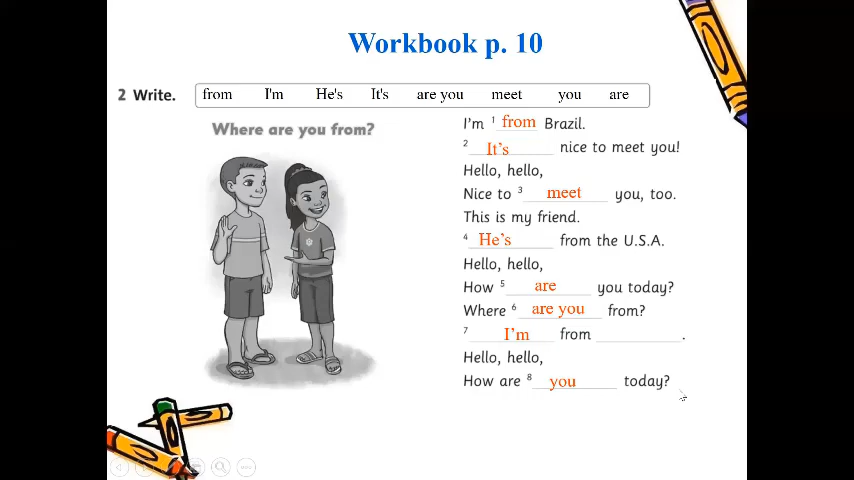 Workbook p. 10
2 Write.
from I'm He's It's are you meet you are
Where are you from?
I'm ¹ from Brazil.
² It's nice to meet you!
Hello, hello,
Nice to ³ meet you, too.
This is my friend.
⁴ He's from the U.S.A.
Hello, hello,
How ⁵ are you today?
Where ⁶ are you from?
⁷ I'm from ________.
Hello, hello,
How are ⁸ you today?